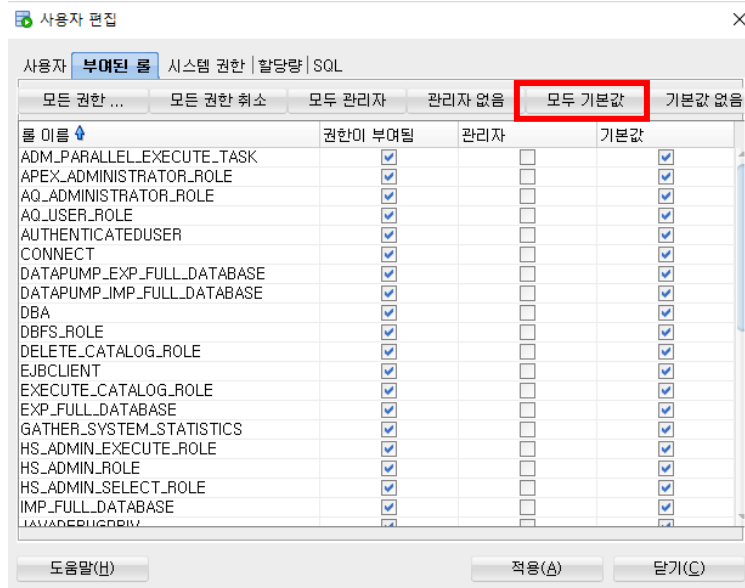 사용자 편집
사용자 부여된 롤 시스템 권한 할당량 SQL
모든 권한 ... 모든 권한 취소 모두 관리자 관리자 없음 모두 기본값 기본값 없음
롤 이름 권한이 부여됨 관리자 기본값
ADM_PARALLEL_EXECUTE_TASK
APEX_ADMINISTRATOR_ROLE
AQ_ADMINISTRATOR_ROLE
AQ_USER_ROLE
AUTHENTICATEDUSER
CONNECT
DATAPUMP_EXP_FULL_DATABASE
DATAPUMP_IMP_FULL_DATABASE
DBA
DBFS_ROLE
DELETE_CATALOG_ROLE
EJBCLIENT
EXECUTE_CATALOG_ROLE
EXP_FULL_DATABASE
GATHER_SYSTEM_STATISTICS
HS_ADMIN_EXECUTE_ROLE
HS_ADMIN_ROLE
HS_ADMIN_SELECT_ROLE
IMP_FULL_DATABASE
JAVADEBUGPRIV
도움말(H) 적용(A) 닫기(C)